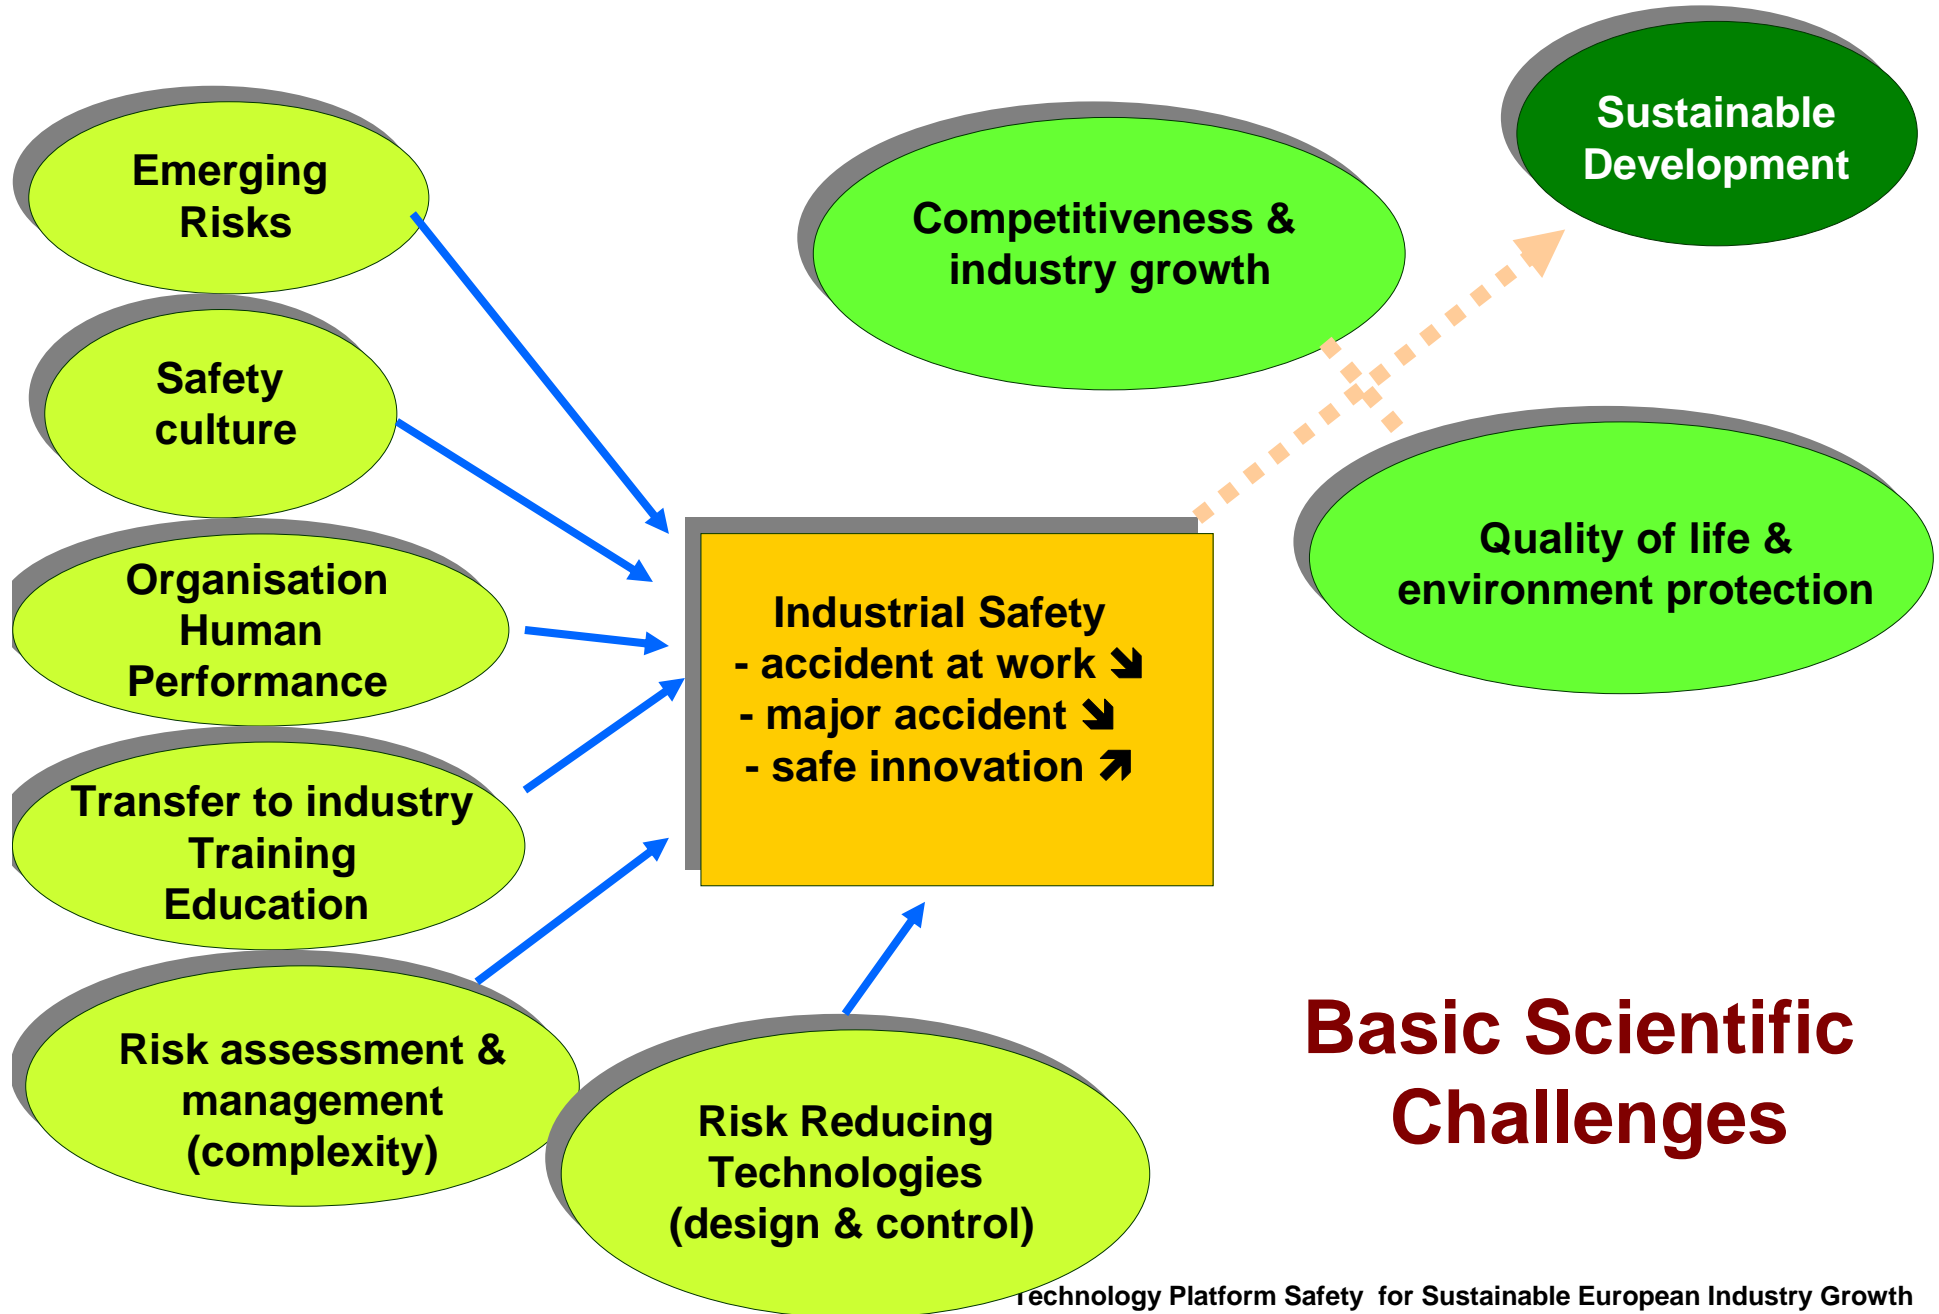 Emerging
Risks
Safety
culture
Organisation
Human
Performance
Transfer to industry
Training
Education
Risk assessment &
management
(complexity)
Risk Reducing
Technologies
(design & control)
Industrial Safety
- accident at work ➘
- major accident ➘
- safe innovation ➚
Competitiveness &
industry growth
Sustainable
Development
Quality of life &
environment protection
Basic Scientific
Challenges
Technology Platform Safety for Sustainable European Industry Growth